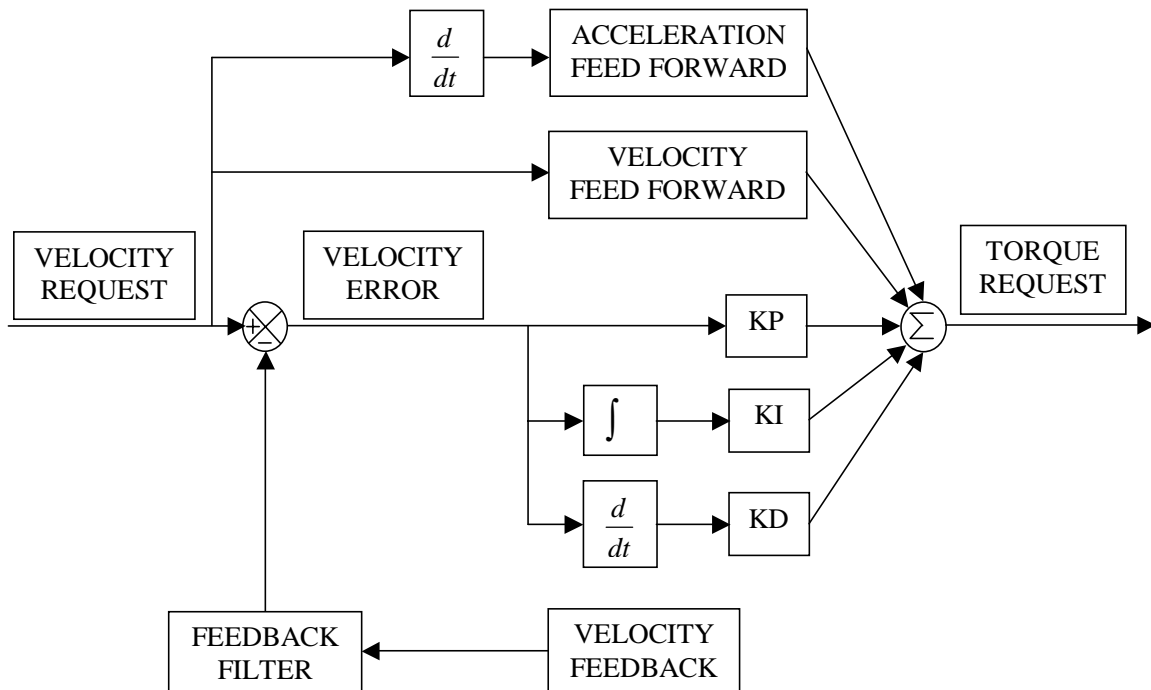 d
dt
ACCELERATION
FEED FORWARD
VELOCITY
FEED FORWARD
VELOCITY
REQUEST
VELOCITY
ERROR
TORQUE
REQUEST
+
−
KP
∑
∫
KI
d
dt
KD
FEEDBACK
FILTER
VELOCITY
FEEDBACK